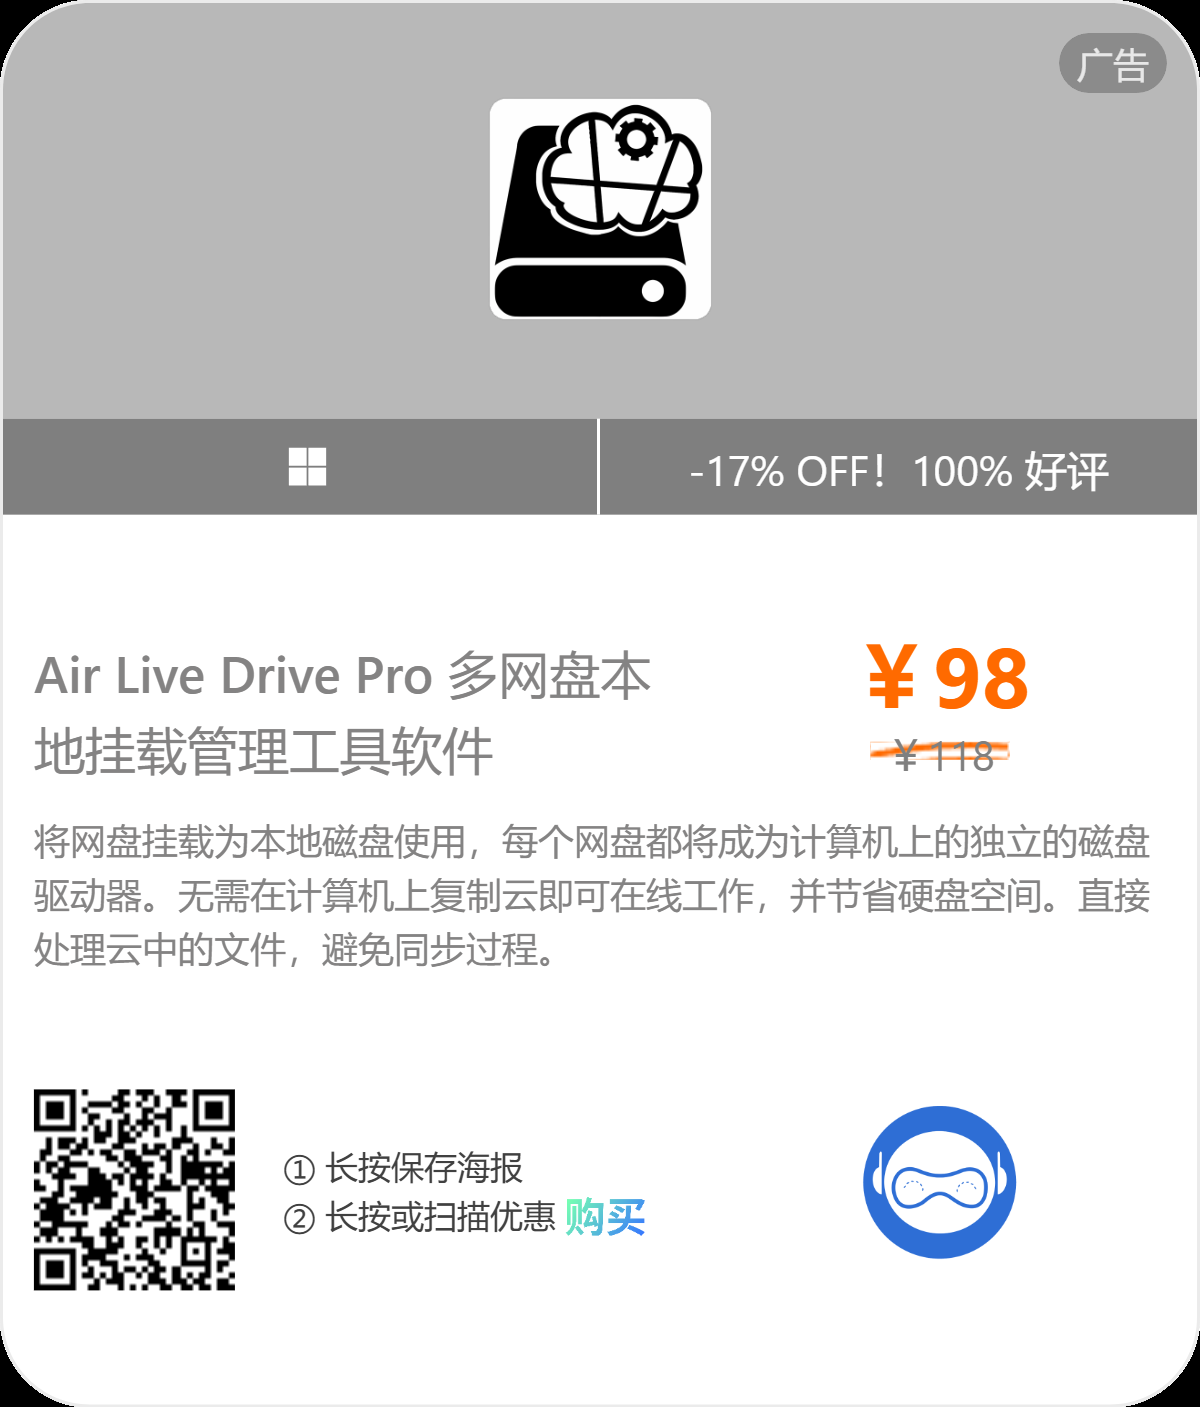 广告
-17% OFF！100% 好评
Air Live Drive Pro 多网盘本
地挂载管理工具软件
¥98
¥118
将网盘挂载为本地磁盘使用，每个网盘都将成为计算机上的独立的磁盘
驱动器。无需在计算机上复制云即可在线工作，并节省硬盘空间。直接
处理云中的文件，避免同步过程。
① 长按保存海报
② 长按或扫描优惠 购买